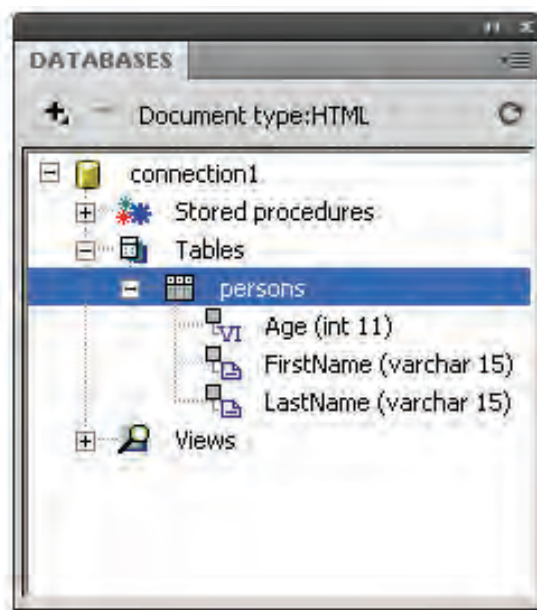 DATABASES
Document type:HTML
connection1
Stored procedures
Tables
persons
Age (int 11)
FirstName (varchar 15)
LastName (varchar 15)
Views